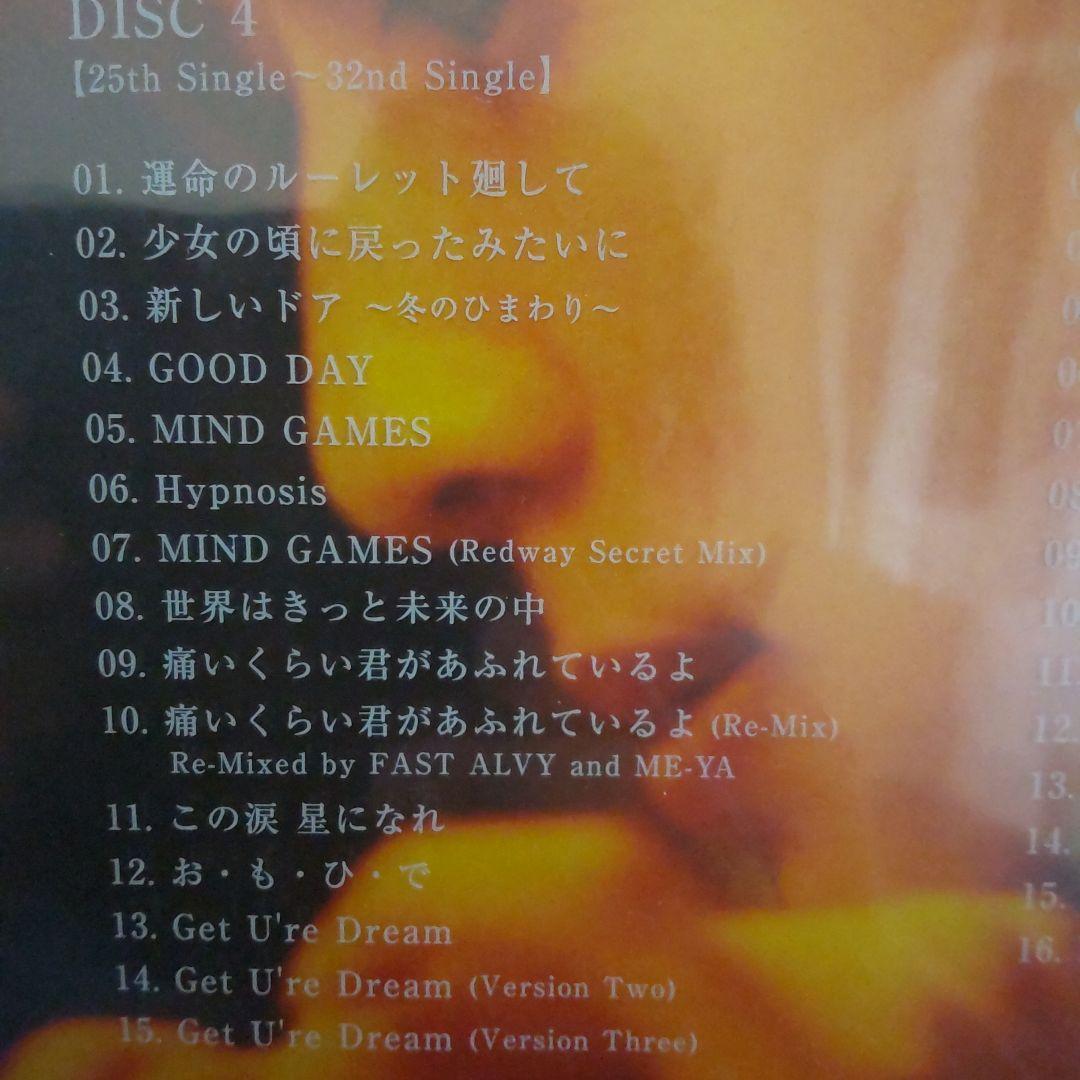 DISC 4
【25th Single～32nd Single】
01. 運命のルーレット廻して
02. 少女の頃に戻ったみたいに
03. 新しいドア ～冬のひまわり～
04. GOOD DAY
05. MIND GAMES
06. Hypnosis
07. MIND GAMES (Redway Secret Mix)
08. 世界はきっと未来の中
09. 痛いくらい君があふれているよ
10. 痛いくらい君があふれているよ (Re-Mix)
Re-Mixed by FAST ALVY and ME-YA
11. この涙 星になれ
12. お・も・ひ・で
13. Get U're Dream
14. Get U're Dream (Version Two)
15. Get U're Dream (Version Three)
08
09
10
11.
12.
13.
14.
15.
16.